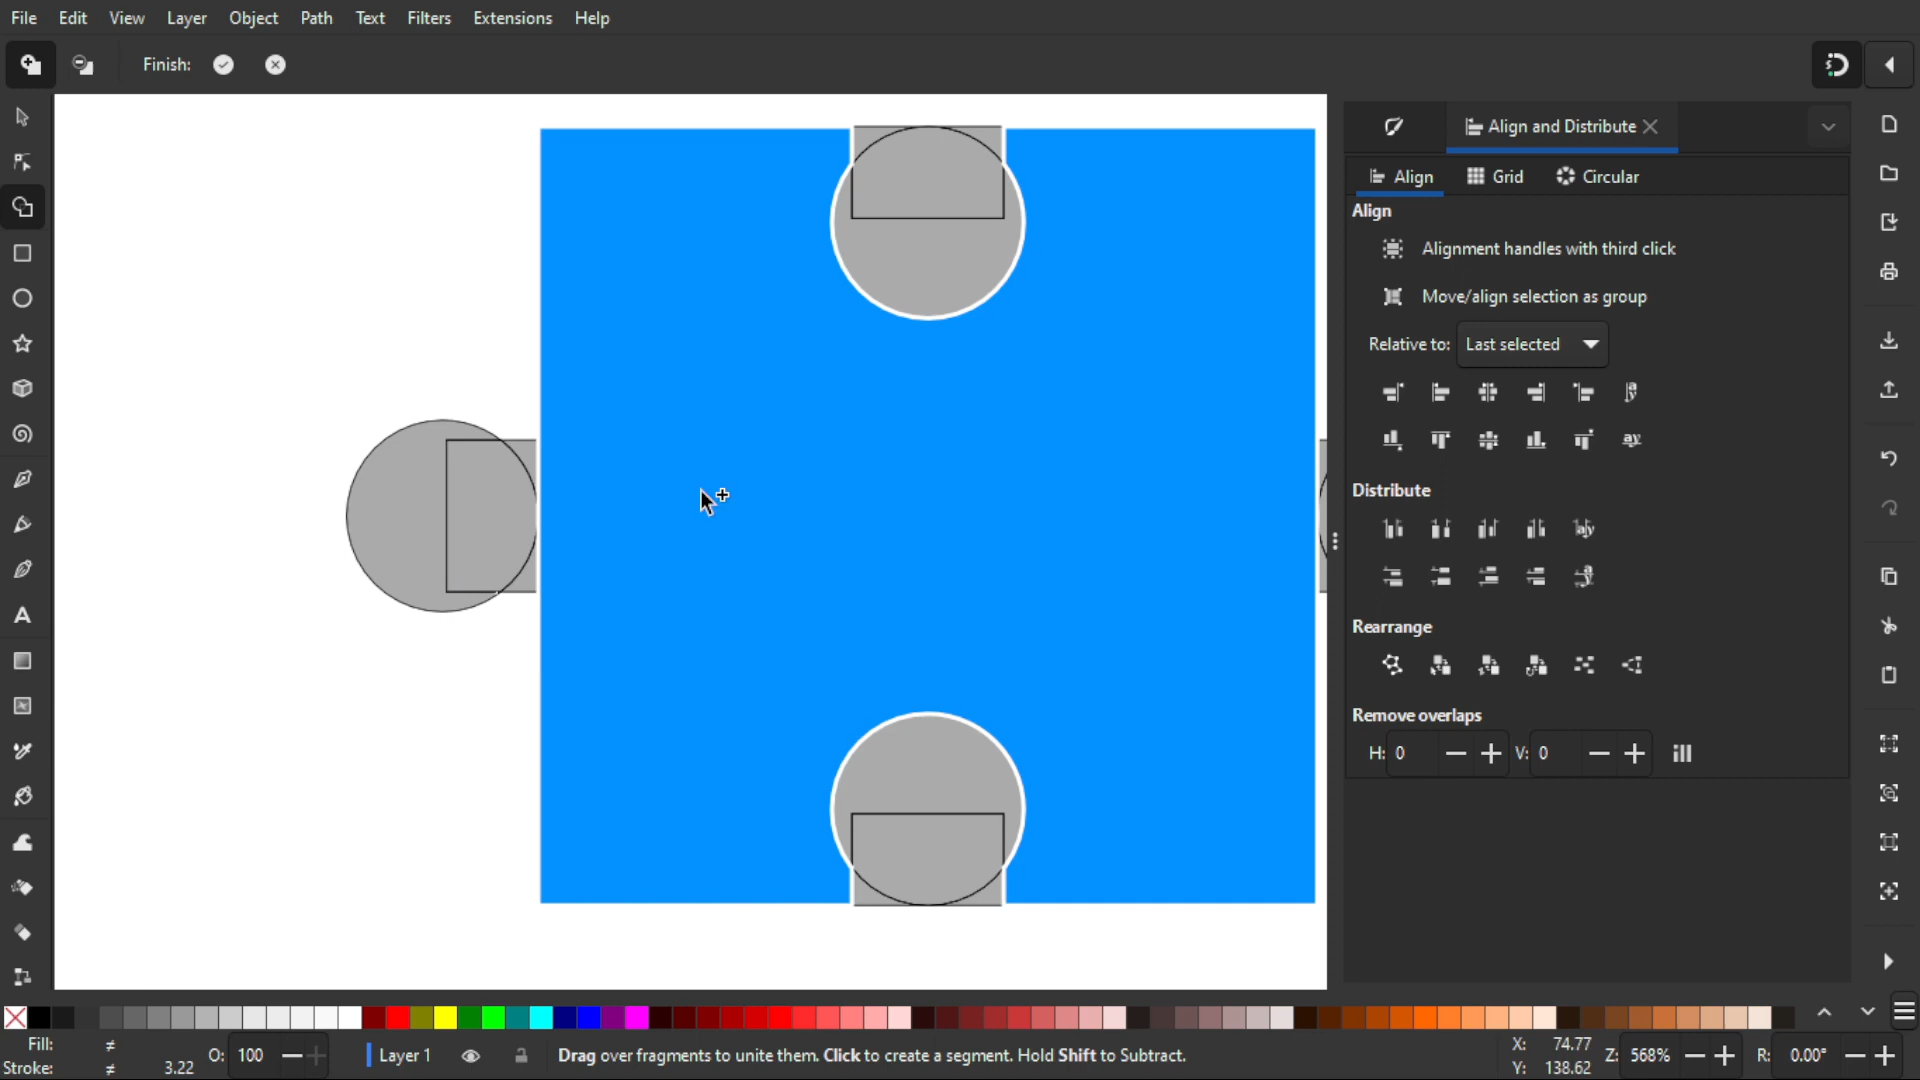 File Edit View Layer Object Path Text Filters Extensions Help
Finish:
Align and Distribute
Align Grid Circular
Align
Alignment handles with third click
Move/align selection as group
Relative to: Last selected
Distribute
Rearrange
Remove overlaps
H: 0 V: 0
Fill: ≠
Stroke: ≠ 3.22
O: 100
Layer 1
Drag over fragments to unite them. Click to create a segment. Hold Shift to Subtract.
X: 74.77
Y: 138.62
Z: 568%
R: 0.00°